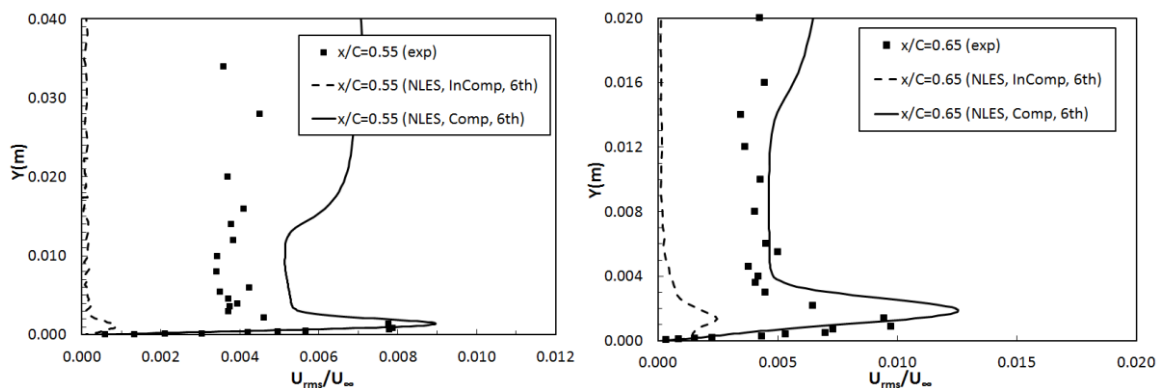 0.040
0.030
0.020
0.010
0.000
Y(m)
x/C=0.55 (exp)
x/C=0.55 (NLES, InComp, 6th)
x/C=0.55 (NLES, Comp, 6th)
0.000 0.002 0.004 0.006 0.008 0.010 0.012
Urms/U∞
0.020
0.016
0.012
0.008
0.004
0.000
Y(m)
x/C=0.65 (exp)
x/C=0.65 (NLES, InComp, 6th)
x/C=0.65 (NLES, Comp, 6th)
0.000 0.005 0.010 0.015 0.020
Urms/U∞